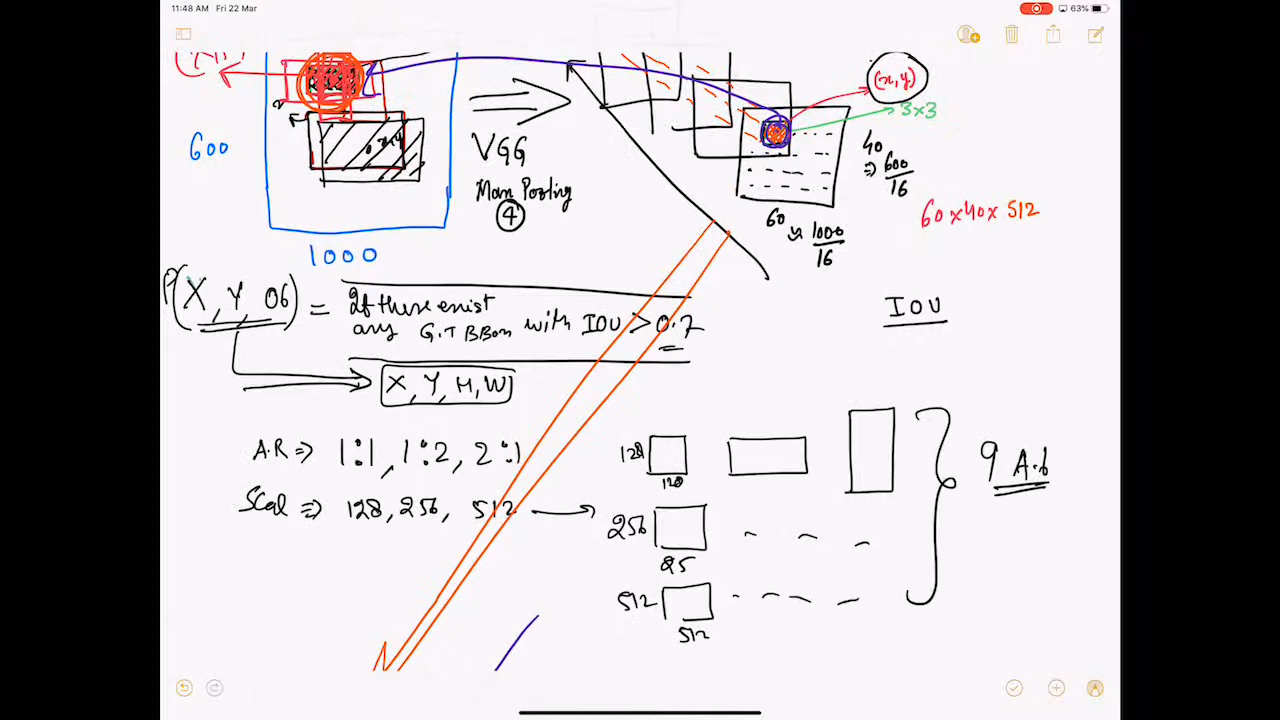 11:48 AM Fri 22 Mar
63%
(x,y)
3x3
600
VGG
Max Pooling
4
x,y
40
⇒ 600/16
60
⇒ 1000/16
60x40x512
1000
P(X, Y, Ob) = If there exist
any G.T BBox with IOU > 0.7
IOU
X, Y, H, W
A.R ⇒ 1:1, 1:2, 2:1
Scal ⇒ 128, 256, 512
128
128
9 A.b
256
25
512
512